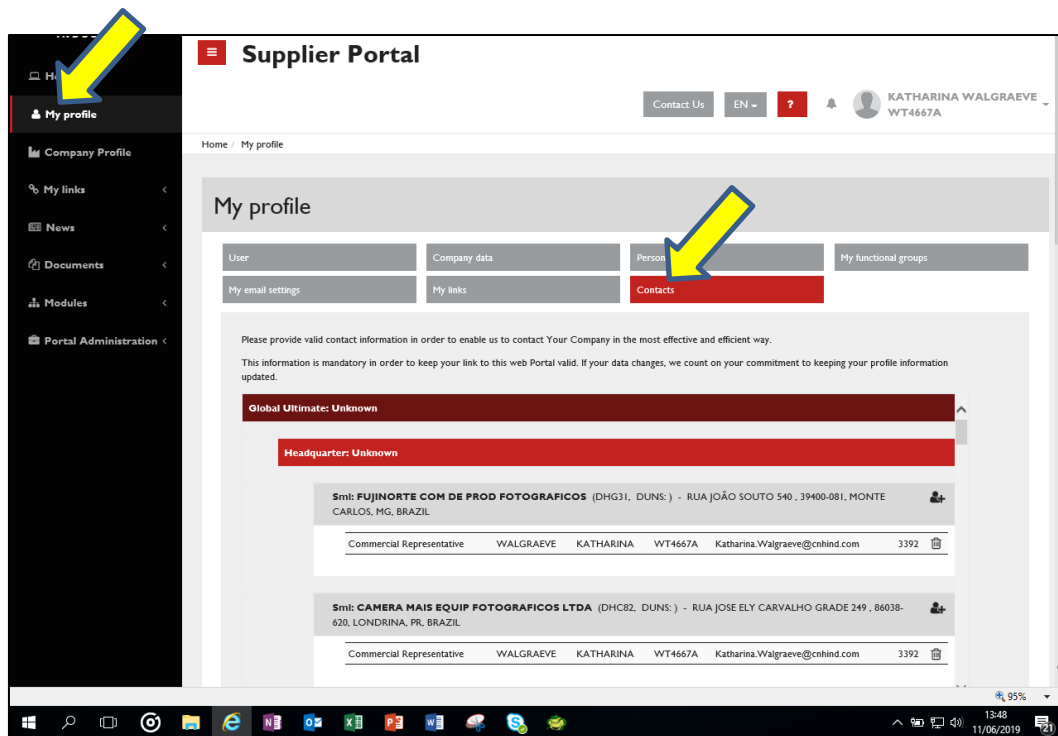 Supplier Portal
My profile
Company Profile
My links
News
Documents
Modules
Portal Administration
Contact Us
EN
?
KATHARINA WALGRAEVE
WT4667A
Home / My profile
My profile
User
Company data
My functional groups
My email settings
My links
Contacts
Please provide valid contact information in order to enable us to contact Your Company in the most effective and efficient way.
This information is mandatory in order to keep your link to this web Portal valid. If your data changes, we count on your commitment to keeping your profile information
updated.
Global Ultimate: Unknown
Headquarter: Unknown
Sml: FUJINORTE COM DE PROD FOTOGRAFICOS (DHG31, DUNS: ) - RUA JOÃO SOUTO 540 , 39400-081, MONTE
CARLOS, MG, BRAZIL
Commercial Representative WALGRAEVE KATHARINA WT4667A Katharina.Walgraeve@cnhind.com 3392
Sml: CAMERA MAIS EQUIP FOTOGRAFICOS LTDA (DHC82, DUNS: ) - RUA JOSE ELY CARVALHO GRADE 249 , 86038-
620, LONDRINA, PR, BRAZIL
Commercial Representative WALGRAEVE KATHARINA WT4667A Katharina.Walgraeve@cnhind.com 3392
95%
13:48
11/06/2019
21